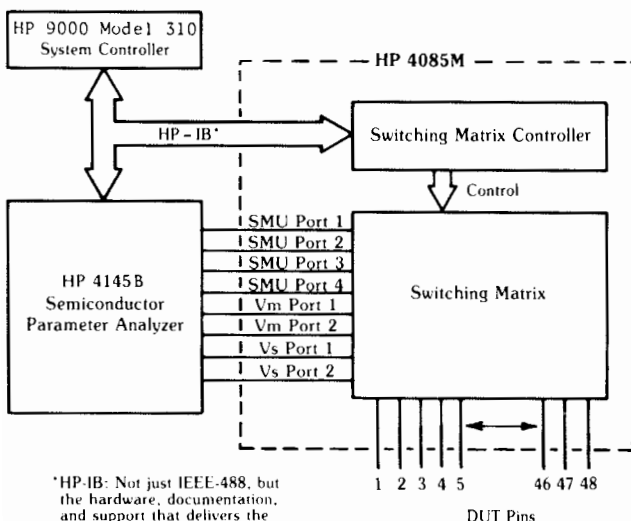 HP 9000 Model 310
System Controller
HP 4085M
HP-IB*
Switching Matrix Controller
Control
SMU Port 1
SMU Port 2
SMU Port 3
SMU Port 4
Vm Port 1
Vm Port 2
Vs Port 1
Vs Port 2
HP 4145B
Semiconductor
Parameter Analyzer
Switching Matrix
1 2 3 4 5 46 47 48
DUT Pins
*HP-IB: Not just IEEE-488, but
the hardware, documentation,
and support that delivers the